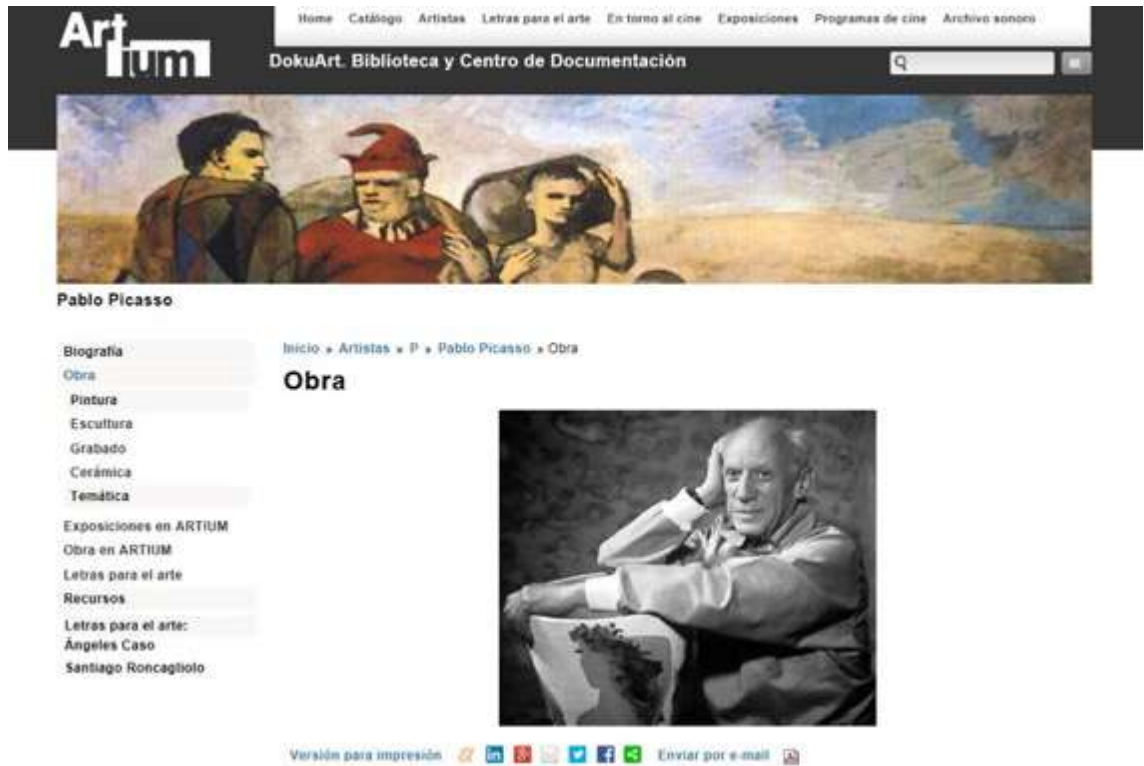 Artium
Home Catálogo Artistas Letras para el arte En torno al cine Exposiciones Programas de cine Archivo sonoro
DokuArt. Biblioteca y Centro de Documentación
Pablo Picasso
Biografía
Obra
Pintura
Escultura
Grabado
Cerámica
Temática
Exposiciones en ARTIUM
Obra en ARTIUM
Letras para el arte
Recursos
Letras para el arte:
Ángeles Caso
Santiago Roncagliolo
Inicio » Artistas » P » Pablo Picasso » Obra
Obra
Versión para impresión Enviar por e-mail